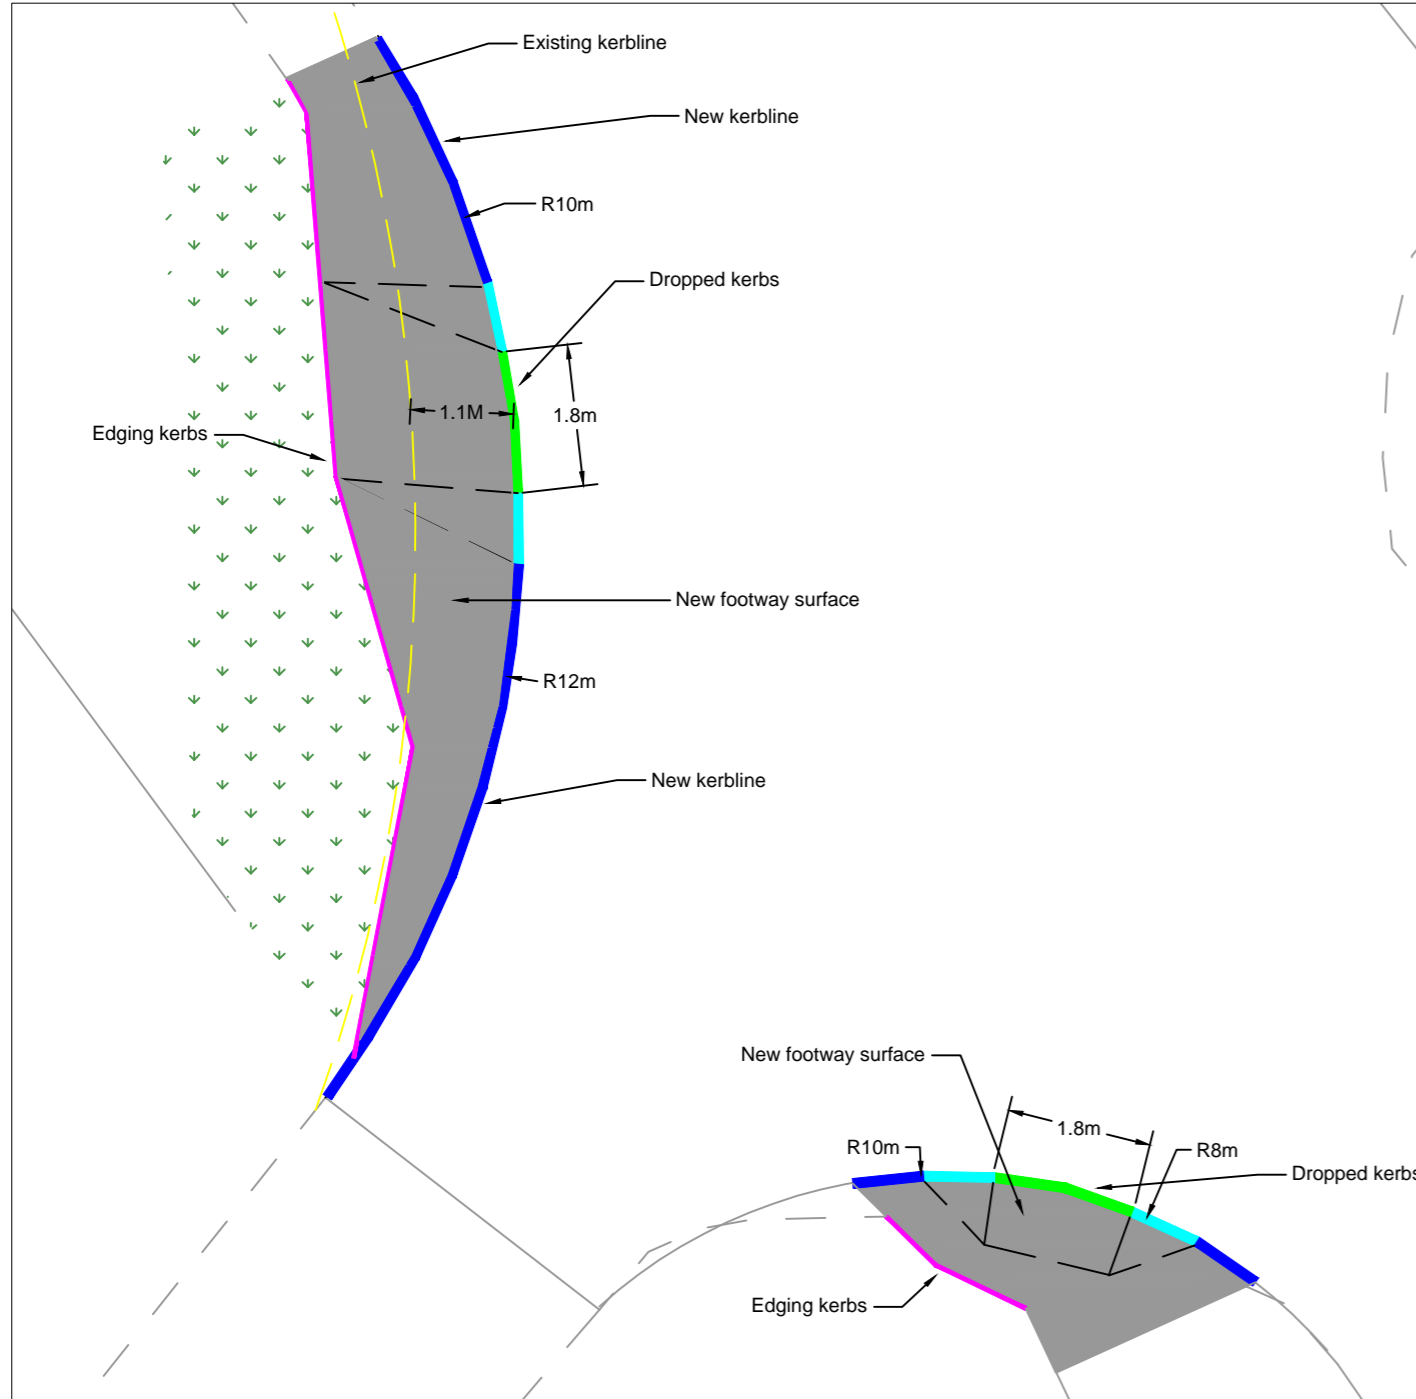 Existing kerbline
New kerbline
R10m
Dropped kerbs
1.1M
1.8m
Edging kerbs
New footway surface
R12m
New kerbline
New footway surface
1.8m
R10m
R8m
Dropped kerbs
Edging kerbs